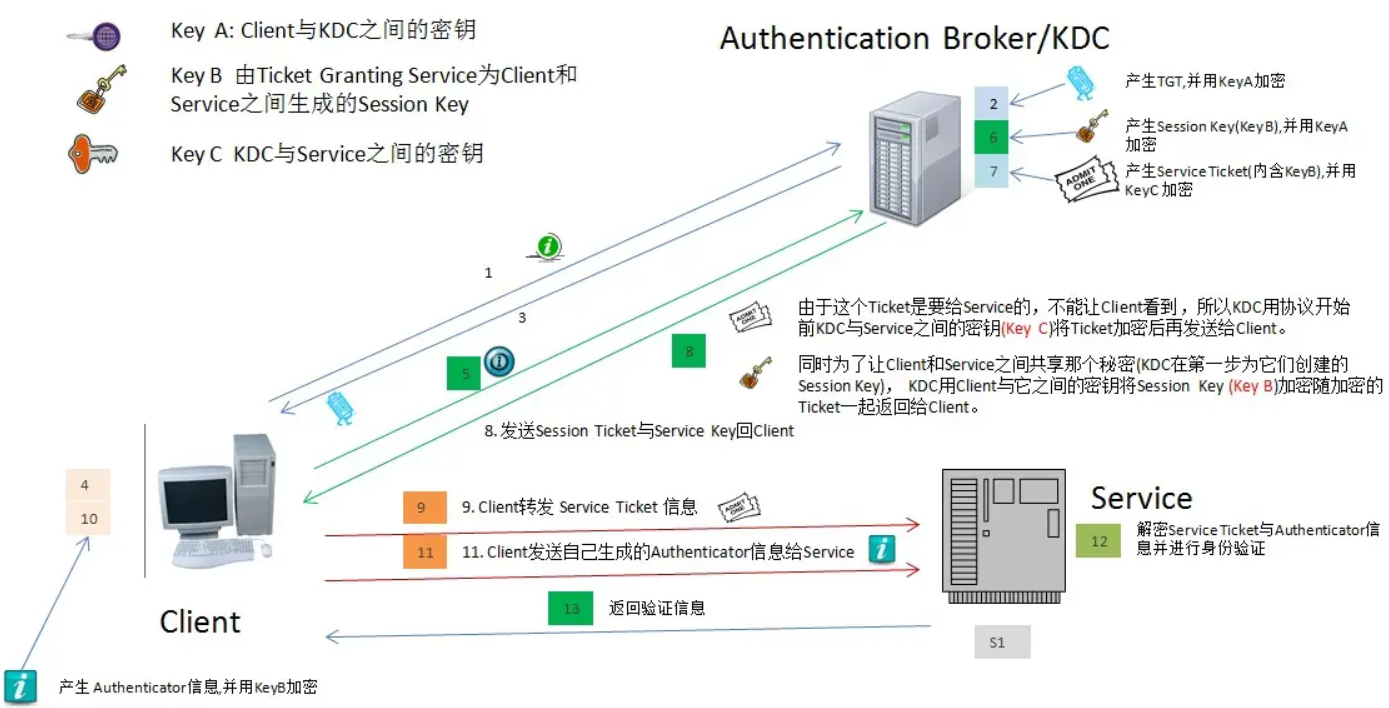 Key A: Client与KDC之间的密钥
Key B 由Ticket Granting Service为Client和
Service之间生成的Session Key
Key C KDC与Service之间的密钥
Authentication Broker/KDC
2
产生TGT,并用KeyA加密
6
产生Session Key(Key B),并用KeyA
加密
7
ADMIT
ONE
产生Service Ticket(内含KeyB),并用
KeyC 加密
1
3
5
8
ADMIT
ONE
由于这个Ticket是要给Service的，不能让Client看到，所以KDC用协议开始
前KDC与Service之间的密钥(Key C)将Ticket加密后再发送给Client。
同时为了让Client和Service之间共享那个秘密(KDC在第一步为它们创建的
Session Key)， KDC用Client与它之间的密钥将Session Key (Key B)加密随加密的
Ticket一起返回给Client。
8. 发送Session Ticket与Service Key回Client
4
10
9
9. Client转发 Service Ticket 信息
ADMIT
ONE
11
11. Client发送自己生成的Authenticator信息给Service
Service
12
解密Service Ticket与Authenticator信
息并进行身份验证
13
返回验证信息
S1
Client
产生 Authenticator信息,并用KeyB加密